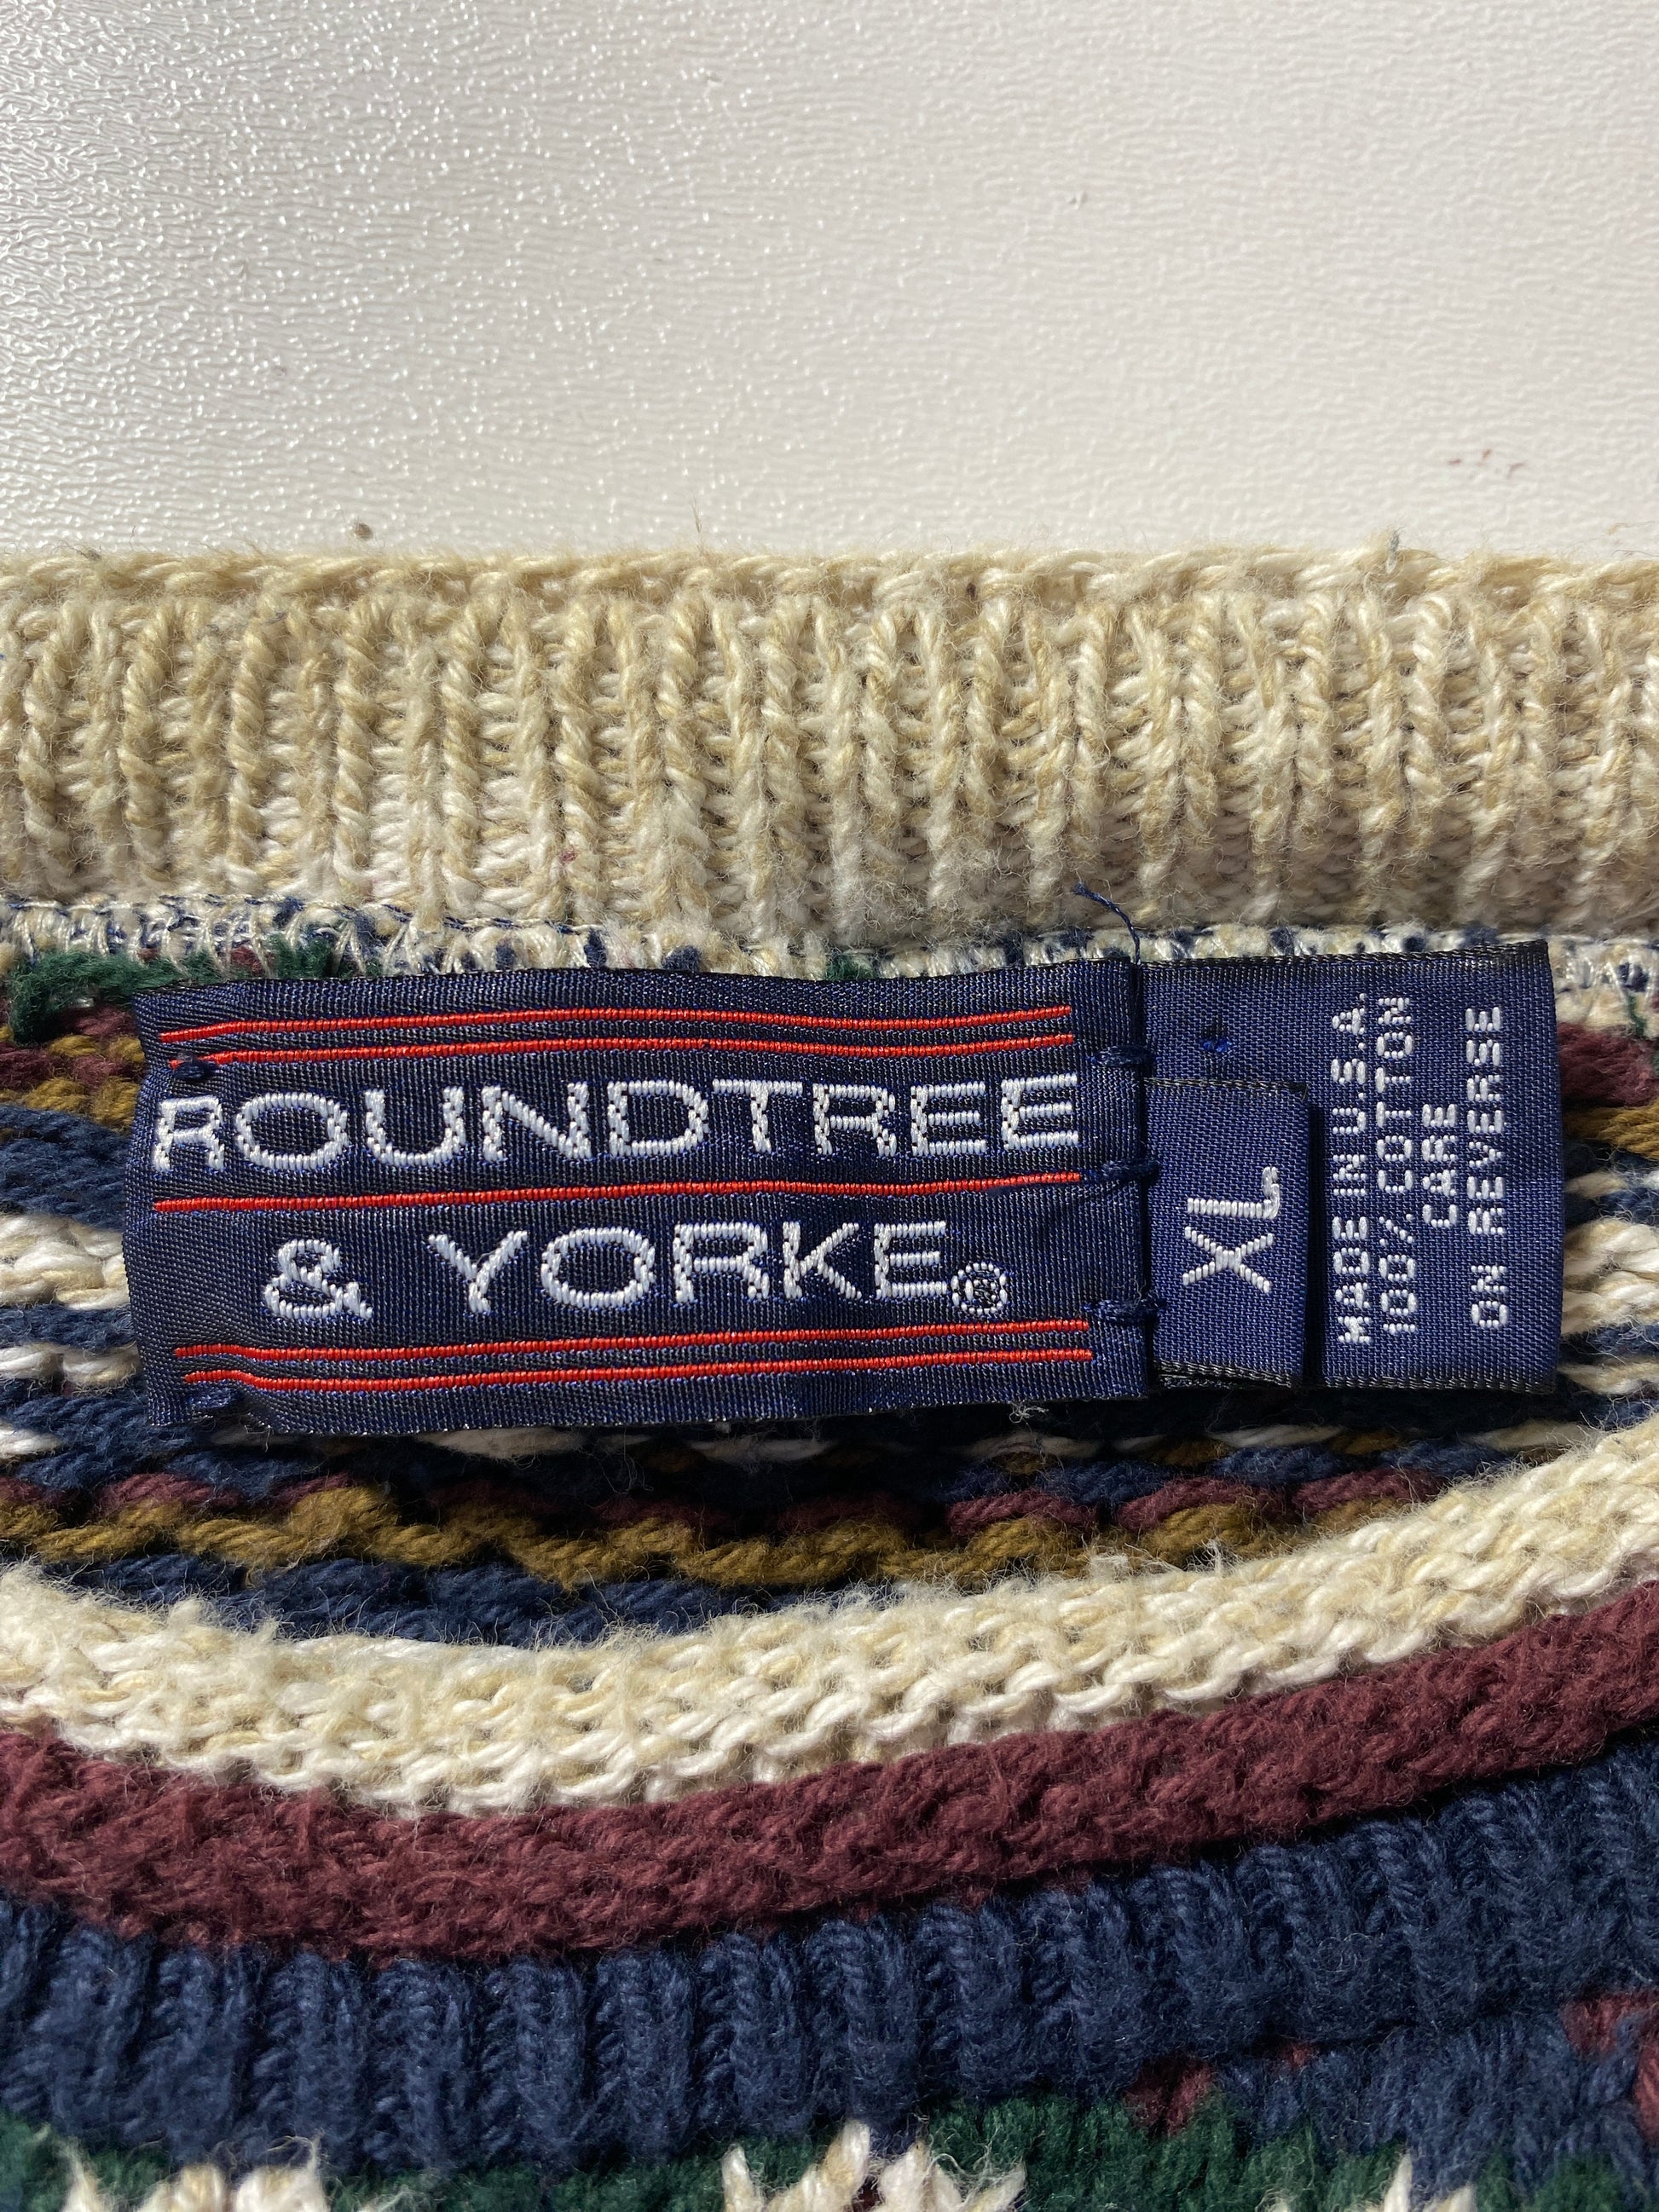 ROUNDTREE
& YORKE®
XL
MADE IN U.S.A.
100% COTTON
CARE
ON REVERSE